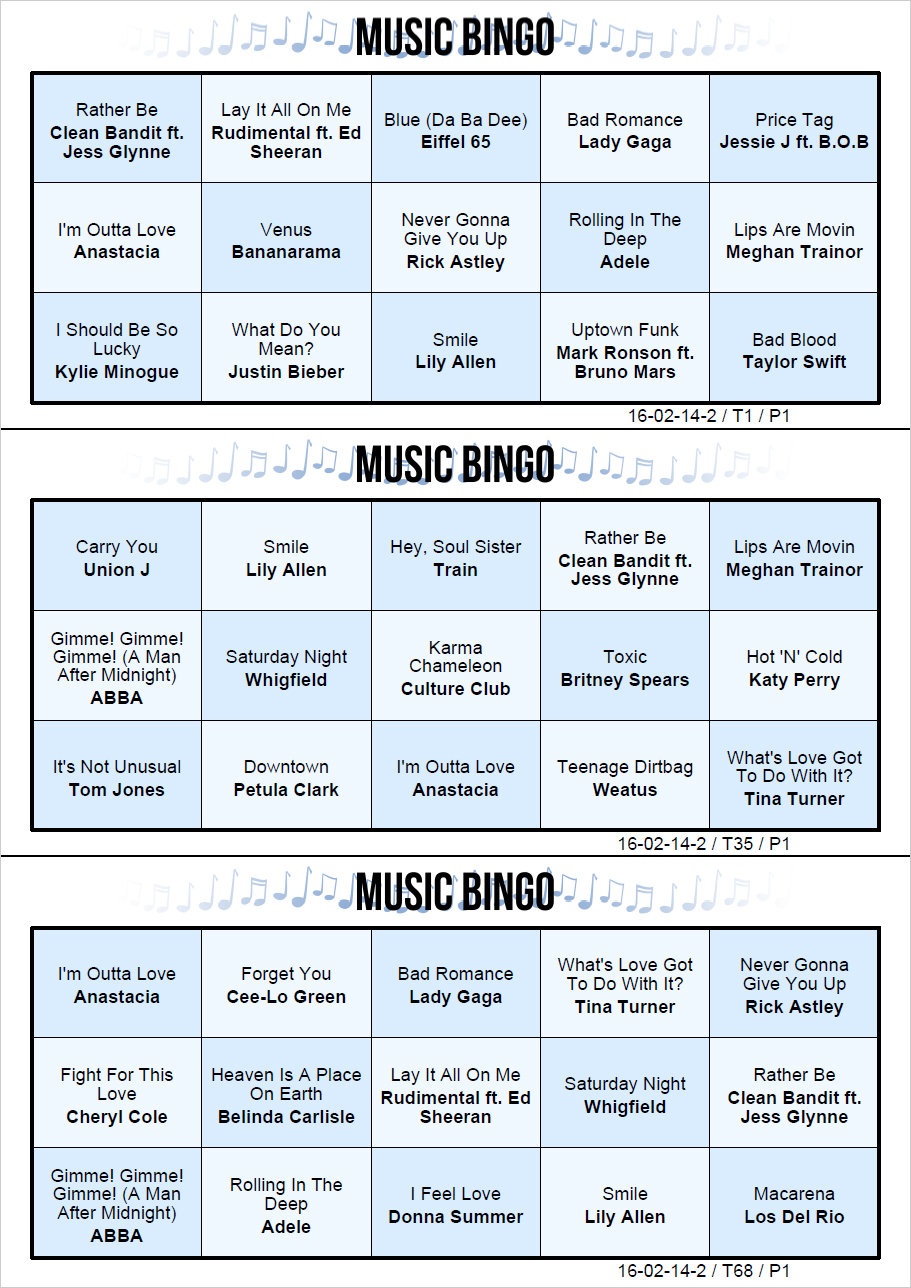 MUSIC BINGO
Rather Be
Clean Bandit ft.
Jess Glynne
Lay It All On Me
Rudimental ft. Ed
Sheeran
Blue (Da Ba Dee)
Eiffel 65
Bad Romance
Lady Gaga
Price Tag
Jessie J ft. B.O.B
I'm Outta Love
Anastacia
Venus
Bananarama
Never Gonna
Give You Up
Rick Astley
Rolling In The
Deep
Adele
Lips Are Movin
Meghan Trainor
I Should Be So
Lucky
Kylie Minogue
What Do You
Mean?
Justin Bieber
Smile
Lily Allen
Uptown Funk
Mark Ronson ft.
Bruno Mars
Bad Blood
Taylor Swift
16-02-14-2 / T1 / P1
MUSIC BINGO
Carry You
Union J
Smile
Lily Allen
Hey, Soul Sister
Train
Rather Be
Clean Bandit ft.
Jess Glynne
Lips Are Movin
Meghan Trainor
Gimme! Gimme!
Gimme! (A Man
After Midnight)
ABBA
Saturday Night
Whigfield
Karma
Chameleon
Culture Club
Toxic
Britney Spears
Hot 'N' Cold
Katy Perry
It's Not Unusual
Tom Jones
Downtown
Petula Clark
I'm Outta Love
Anastacia
Teenage Dirtbag
Weatus
What's Love Got
To Do With It?
Tina Turner
16-02-14-2 / T35 / P1
MUSIC BINGO
I'm Outta Love
Anastacia
Forget You
Cee-Lo Green
Bad Romance
Lady Gaga
What's Love Got
To Do With It?
Tina Turner
Never Gonna
Give You Up
Rick Astley
Fight For This
Love
Cheryl Cole
Heaven Is A Place
On Earth
Belinda Carlisle
Lay It All On Me
Rudimental ft. Ed
Sheeran
Saturday Night
Whigfield
Rather Be
Clean Bandit ft.
Jess Glynne
Gimme! Gimme!
Gimme! (A Man
After Midnight)
ABBA
Rolling In The
Deep
Adele
I Feel Love
Donna Summer
Smile
Lily Allen
Macarena
Los Del Rio
16-02-14-2 / T68 / P1